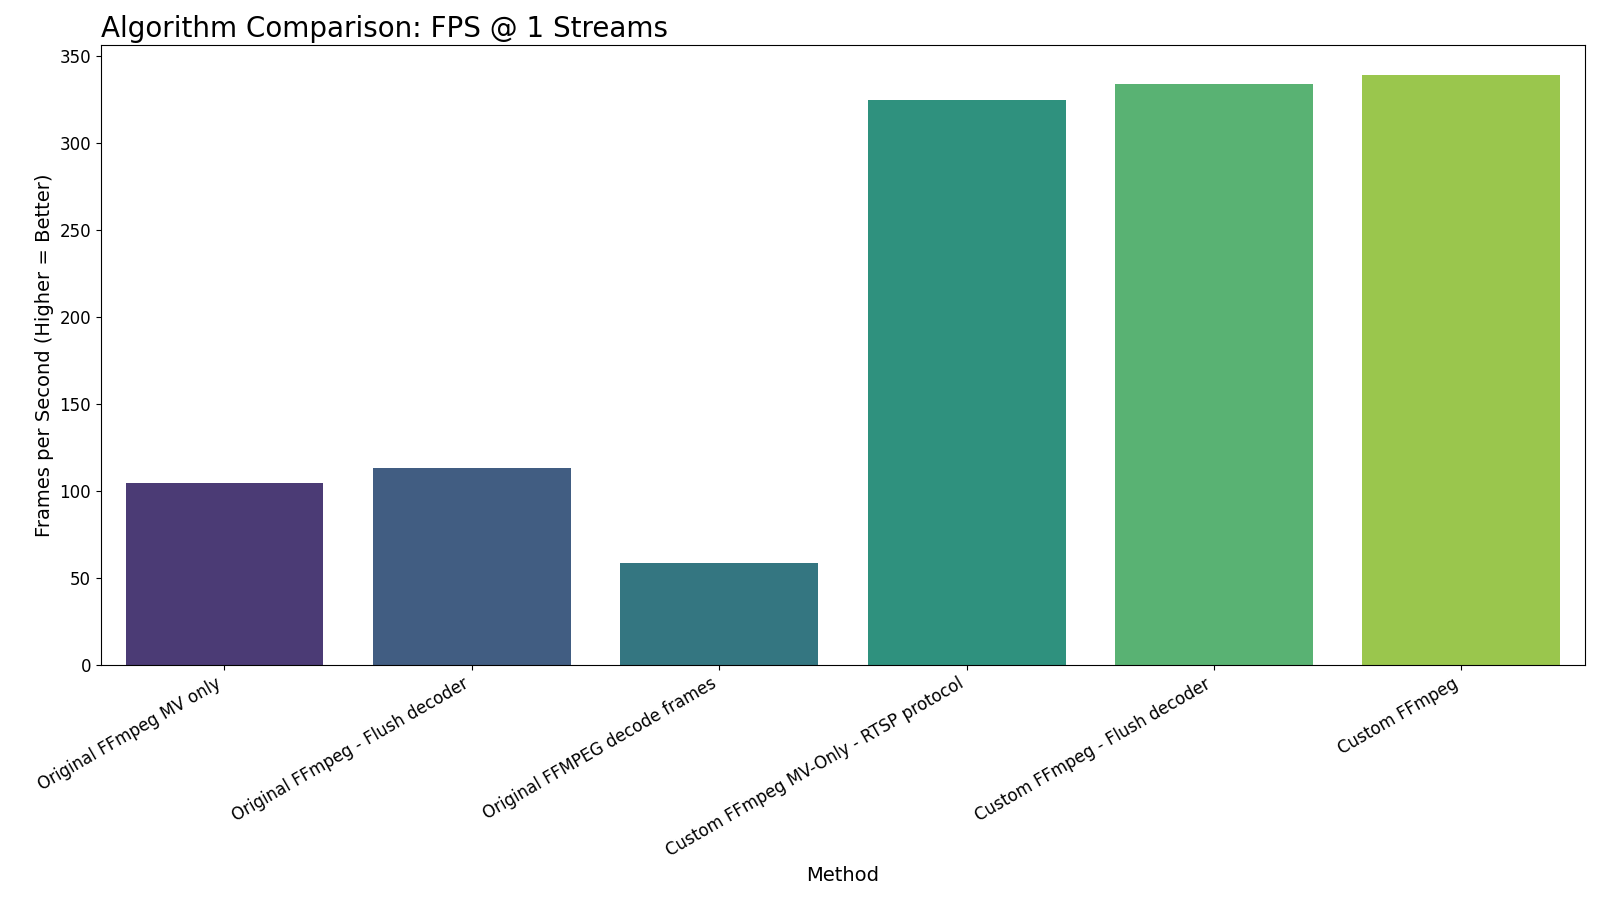 Algorithm Comparison: FPS @ 1 Streams
Frames per Second (Higher = Better)
350
300
250
200
150
100
50
0
Original FFmpeg MV only
Original FFmpeg - Flush decoder
Original FFMPEG decode frames
Custom FFmpeg MV-Only - RTSP protocol
Custom FFmpeg - Flush decoder
Custom FFmpeg
Method